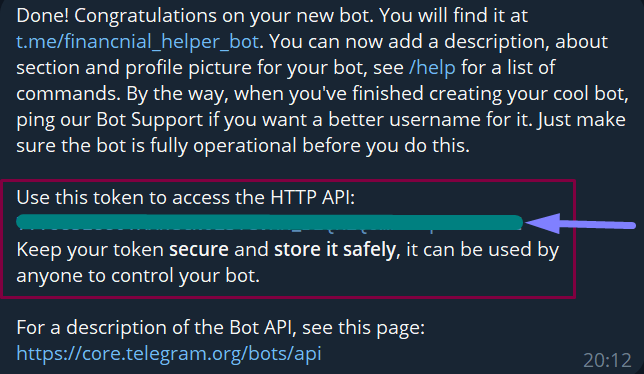 Done! Congratulations on your new bot. You will find it at
t.me/financnial_helper_bot. You can now add a description, about
section and profile picture for your bot, see /help for a list of
commands. By the way, when you've finished creating your cool bot,
ping our Bot Support if you want a better username for it. Just make
sure the bot is fully operational before you do this.
Use this token to access the HTTP API:
Keep your token secure and store it safely, it can be used by
anyone to control your bot.
For a description of the Bot API, see this page:
https://core.telegram.org/bots/api
20:12